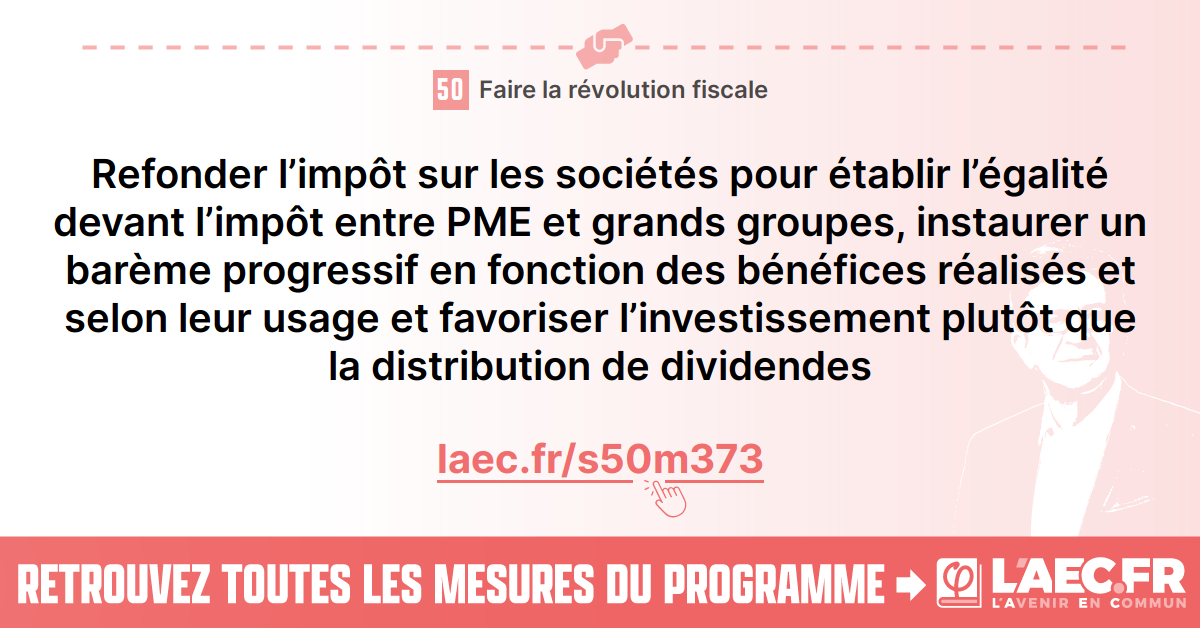 50 Faire la révolution fiscale
Refonder l’impôt sur les sociétés pour établir l’égalité
devant l’impôt entre PME et grands groupes, instaurer un
barème progressif en fonction des bénéfices réalisés et
selon leur usage et favoriser l’investissement plutôt que
la distribution de dividendes
laec.fr/s50m373
RETROUVEZ TOUTES LES MESURES DU PROGRAMME
φ L'AEC.FR
L'AVENIR EN COMMUN